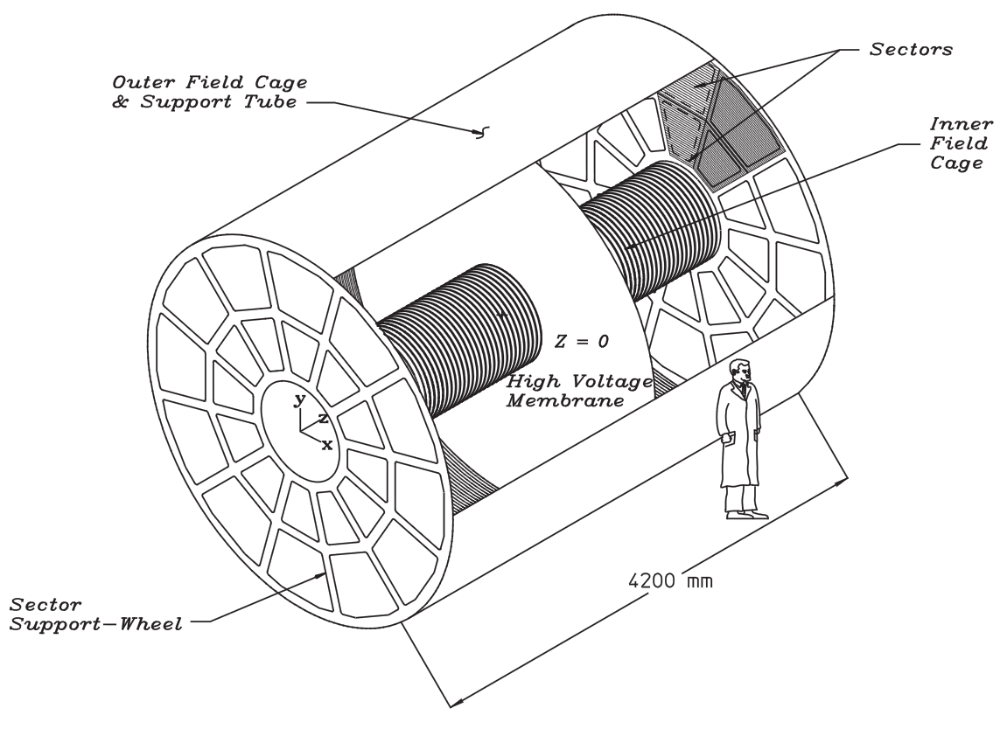 Outer Field Cage
& Support Tube
Sectors
Inner
Field
Cage
Z = 0
High Voltage
Membrane
y
z
x
4200 mm
Sector
Support-Wheel